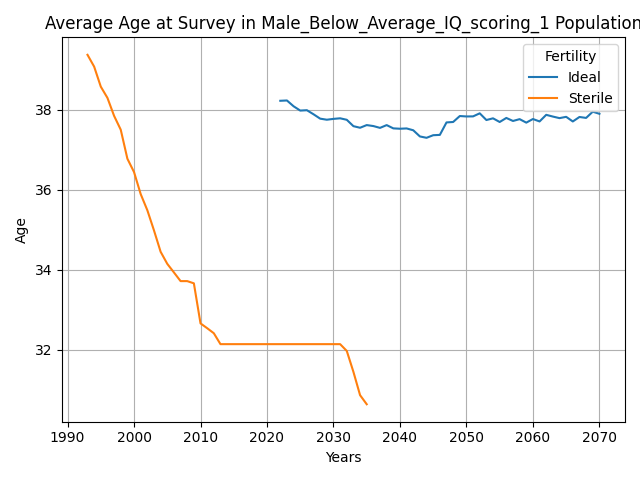 Average Age at Survey in Male_Below_Average_IQ_scoring_1 Population
Fertility
Ideal
Sterile
Age
38
36
34
32
1990
2000
2010
2020
2030
2040
2050
2060
2070
Years